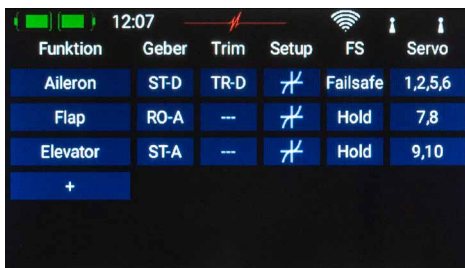 12:07
Funktion Geber Trim Setup FS Servo
Aileron ST-D TR-D Failsafe 1,2,5,6
Flap RO-A --- Hold 7,8
Elevator ST-A --- Hold 9,10
+